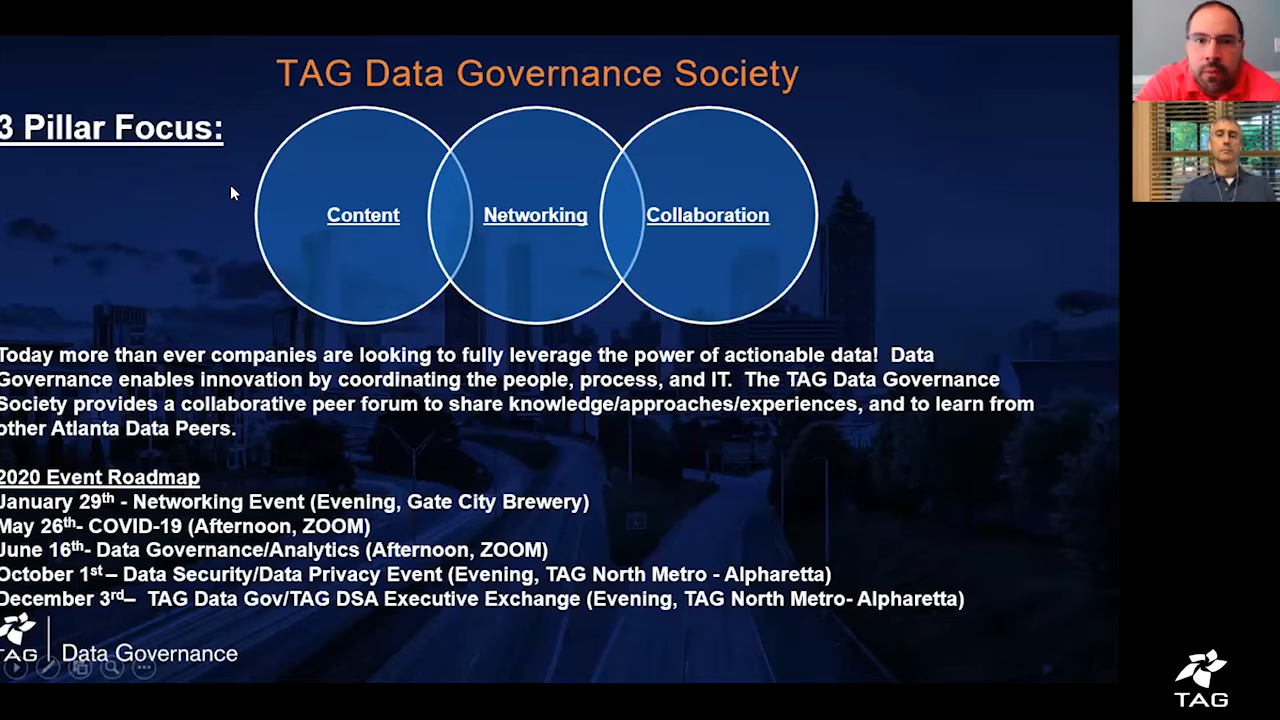 TAG Data Governance Society
3 Pillar Focus:
Content
Networking
Collaboration
Today more than ever companies are looking to fully leverage the power of actionable data! Data
Governance enables innovation by coordinating the people, process, and IT. The TAG Data Governance
Society provides a collaborative peer forum to share knowledge/approaches/experiences, and to learn from
other Atlanta Data Peers.
2020 Event Roadmap
January 29th - Networking Event (Evening, Gate City Brewery)
May 26th- COVID-19 (Afternoon, ZOOM)
June 16th- Data Governance/Analytics (Afternoon, ZOOM)
October 1st – Data Security/Data Privacy Event (Evening, TAG North Metro - Alpharetta)
December 3rd– TAG Data Gov/TAG DSA Executive Exchange (Evening, TAG North Metro- Alpharetta)
TAG | Data Governance
TAG